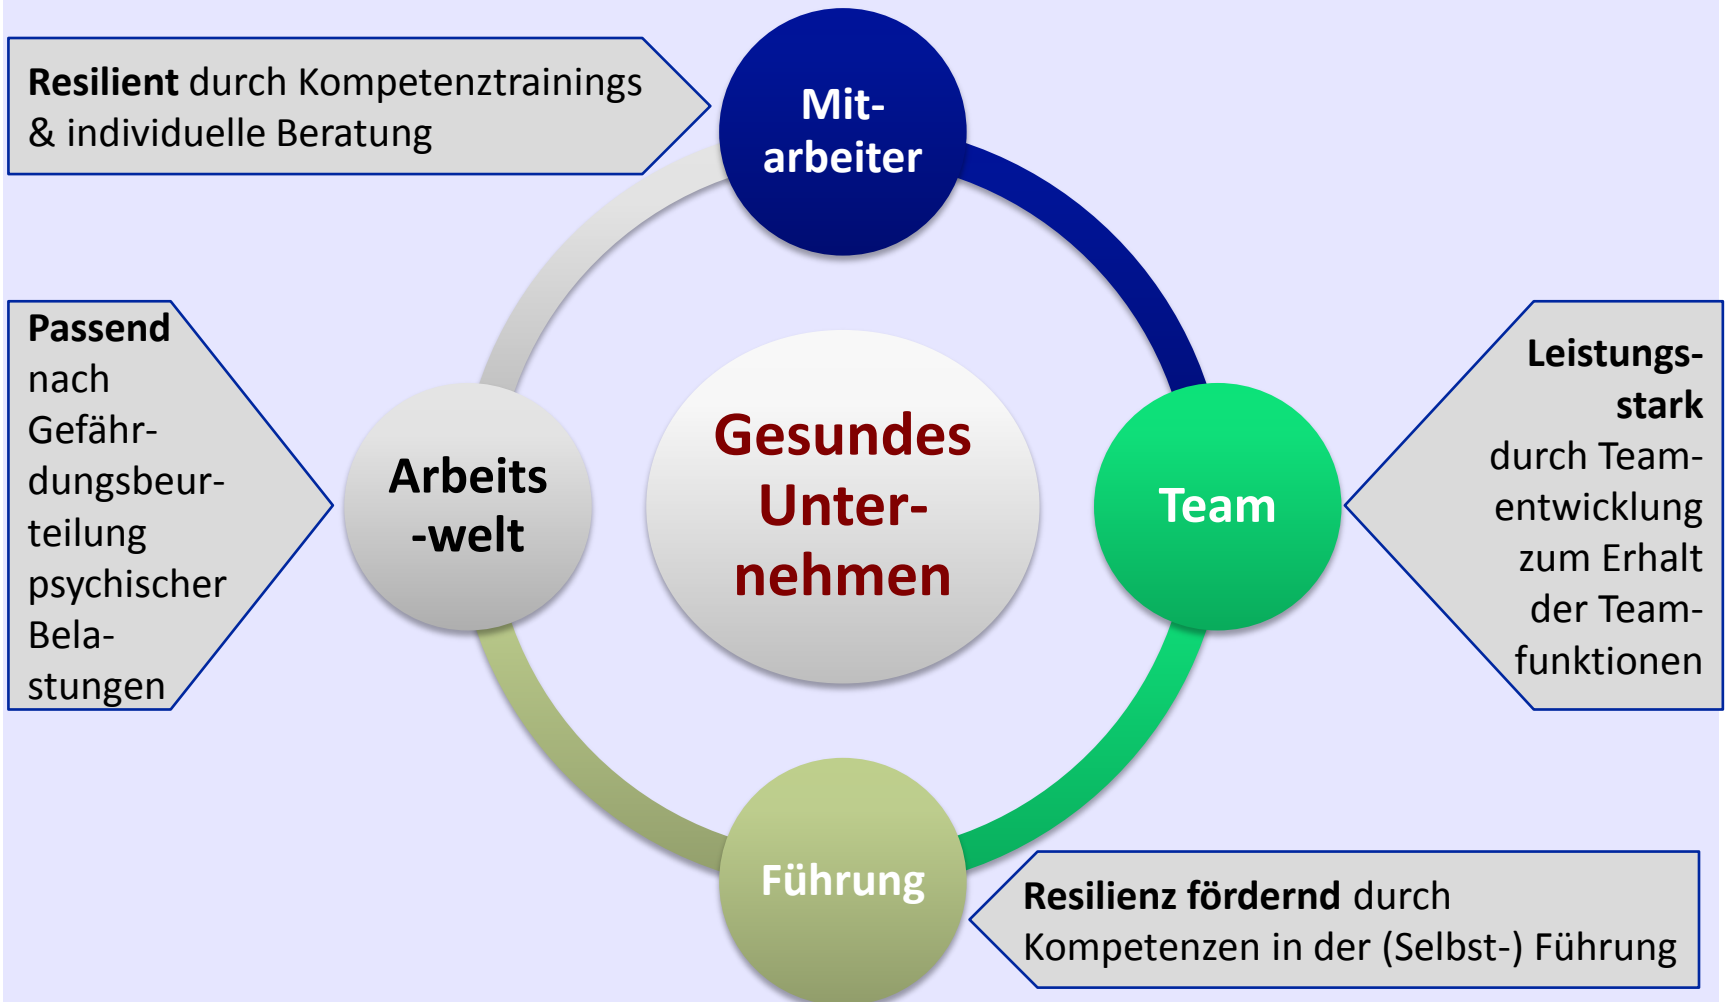 Resilient durch Kompetenztrainings
& individuelle Beratung
Mit-
arbeiter
Passend
nach
Gefähr-
dungsbeur-
teilung
psychischer
Bela-
stungen
Arbeits
-welt
Gesundes
Unter-
nehmen
Team
Leistungs-
stark
durch Team-
entwicklung
zum Erhalt
der Team-
funktionen
Führung
Resilienz fördernd durch
Kompetenzen in der (Selbst-) Führung